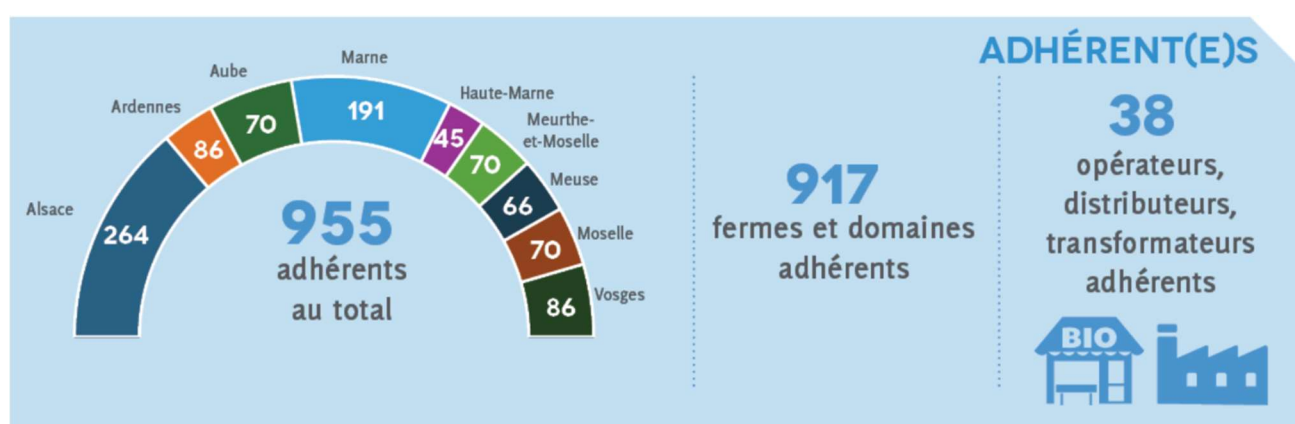 ADHÉRENT(E)S
Alsace
264
Ardennes
86
Aube
70
Marne
191
Haute-Marne
45
Meurthe-
et-Moselle
70
Meuse
66
Moselle
70
Vosges
86
955
adhérents
au total
917
fermes et domaines
adhérents
38
opérateurs,
distributeurs,
transformateurs
adhérents
BIO